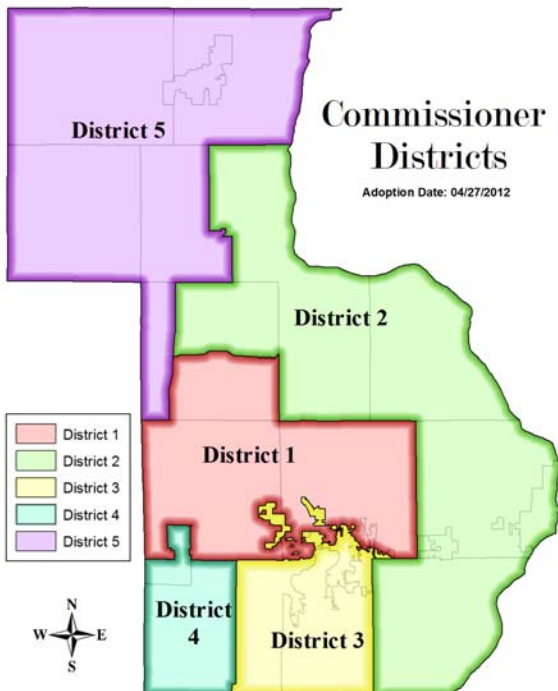 Commissioner
Districts
Adoption Date: 04/27/2012
District 5
District 2
District 1
District
4
District 3
District 1
District 2
District 3
District 4
District 5
N
W E
S